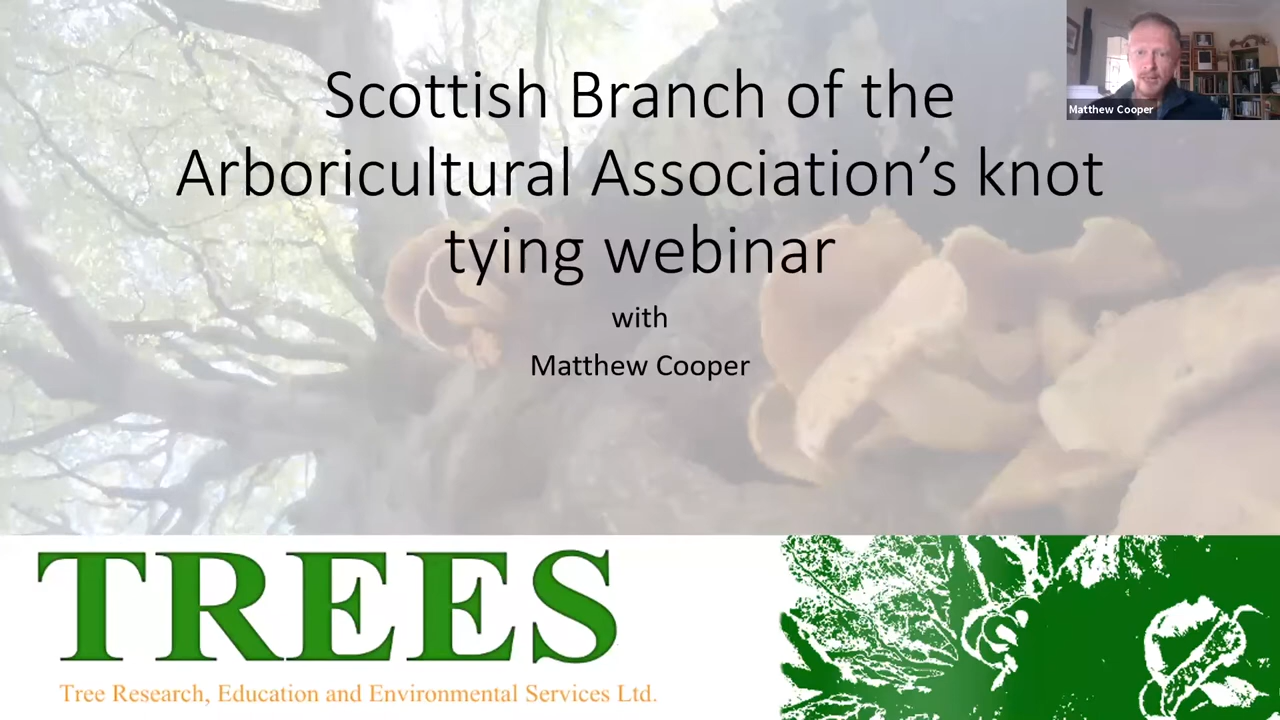 Scottish Branch of the
Arboricultural Association’s knot
tying webinar
with
Matthew Cooper
Matthew Cooper
TREES
Tree Research, Education and Environmental Services Ltd.